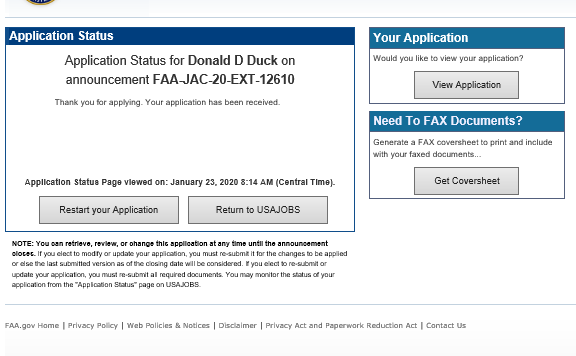 Application Status
Application Status for Donald D Duck on
announcement FAA-JAC-20-EXT-12610
Thank you for applying. Your application has been received.
Application Status Page viewed on: January 23, 2020 8:14 AM (Central Time).
Restart your Application
Return to USAJOBS
NOTE: You can retrieve, review, or change this application at any time until the announcement
closes. If you elect to modify or update your application, you must re-submit it for the changes to be applied
or else the last submitted version as of the closing date will be considered. If you elect to re-submit or
update your application, you must re-submit all required documents. You may monitor the status of your
application from the "Application Status" page on USAJOBS.
Your Application
Would you like to view your application?
View Application
Need To FAX Documents?
Generate a FAX coversheet to print and include
with your faxed documents...
Get Coversheet
FAA.gov Home | Privacy Policy | Web Policies & Notices | Disclaimer | Privacy Act and Paperwork Reduction Act | Contact Us